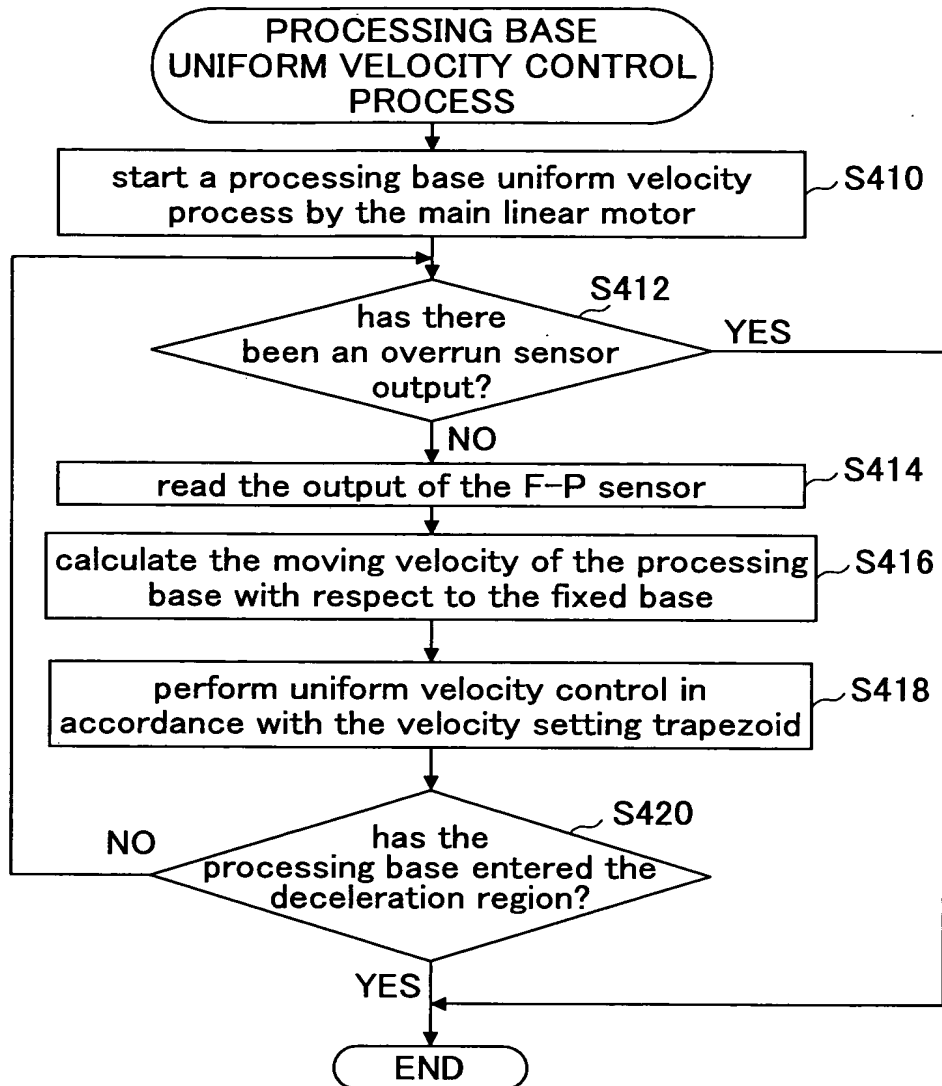 PROCESSING BASE
UNIFORM VELOCITY CONTROL
PROCESS
start a processing base uniform velocity
process by the main linear motor
S410
S412
has there
been an overrun sensor
output?
YES
NO
read the output of the F-P sensor
S414
calculate the moving velocity of the processing
base with respect to the fixed base
S416
perform uniform velocity control in
accordance with the velocity setting trapezoid
S418
S420
NO
has the
processing base entered the
deceleration region?
YES
END